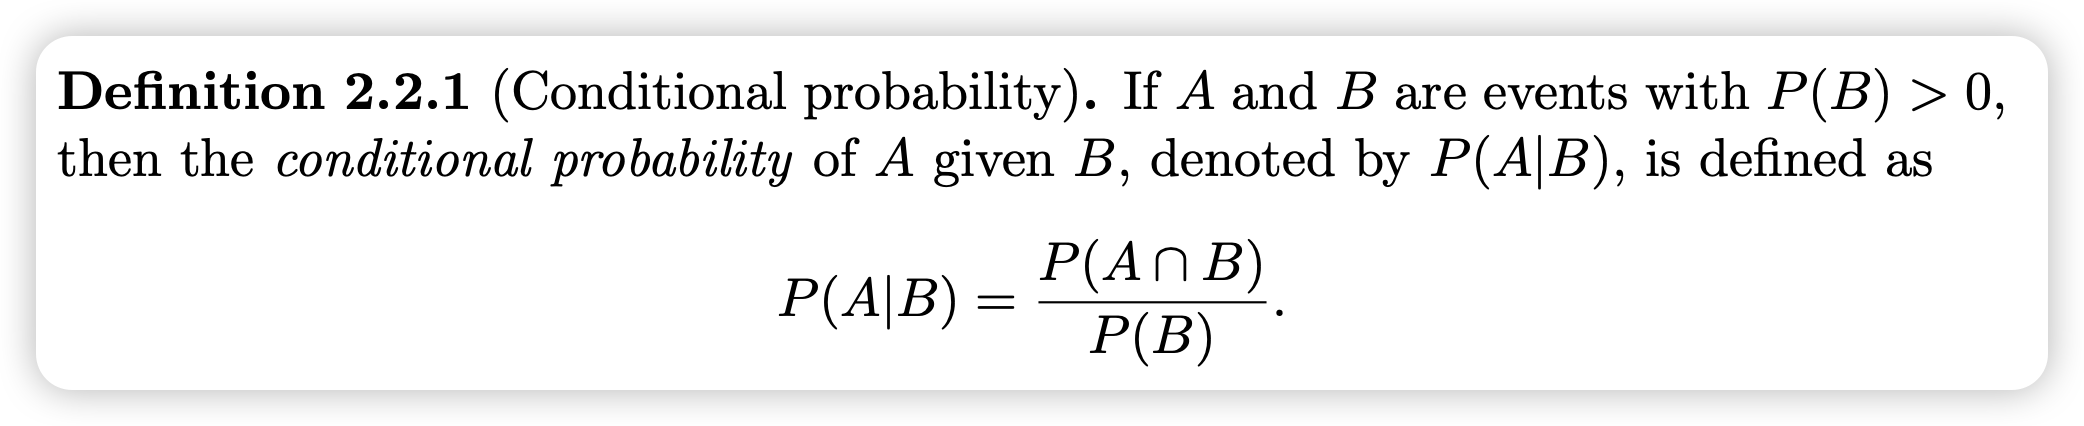 Definition 2.2.1 (Conditional probability). If A and B are events with P(B) > 0,
then the conditional probability of A given B, denoted by P(A|B), is defined as
P(A|B) = P(A ∩ B) / P(B).